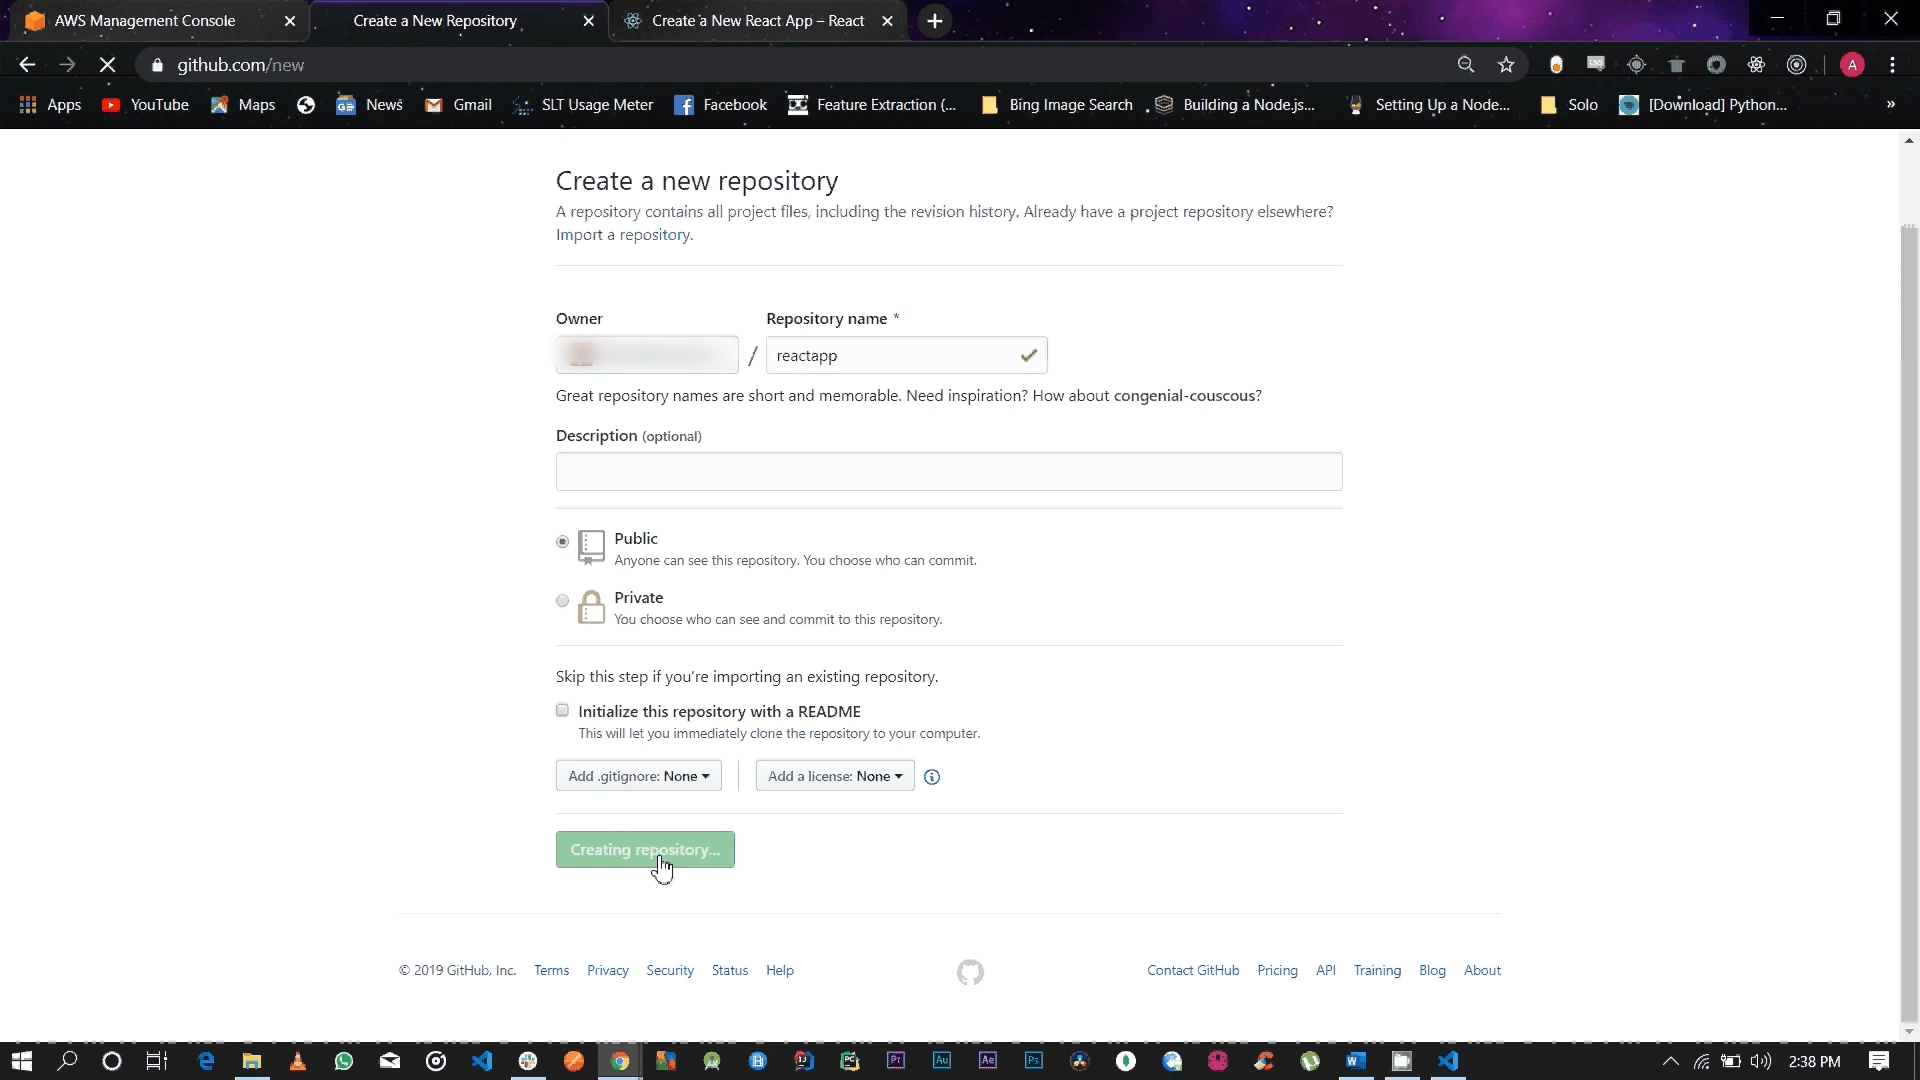 AWS Management Console
Create a New Repository
Create a New React App – React
github.com/new
A
Apps
YouTube
Maps
News
Gmail
SLT Usage Meter
Facebook
Feature Extraction (...
Bing Image Search
Building a Node.js...
Setting Up a Node...
Solo
[Download] Python...
»
Create a new repository
A repository contains all project files, including the revision history. Already have a project repository elsewhere?
Import a repository.
Owner
Repository name *
/
reactapp
Great repository names are short and memorable. Need inspiration? How about congenial-couscous?
Description (optional)
Public
Anyone can see this repository. You choose who can commit.
Private
You choose who can see and commit to this repository.
Skip this step if you’re importing an existing repository.
Initialize this repository with a README
This will let you immediately clone the repository to your computer.
Add .gitignore: None
Add a license: None
Creating repository...
© 2019 GitHub, Inc.
Terms
Privacy
Security
Status
Help
Contact GitHub
Pricing
API
Training
Blog
About
Pr
Au
Ae
Ps
2:38 PM